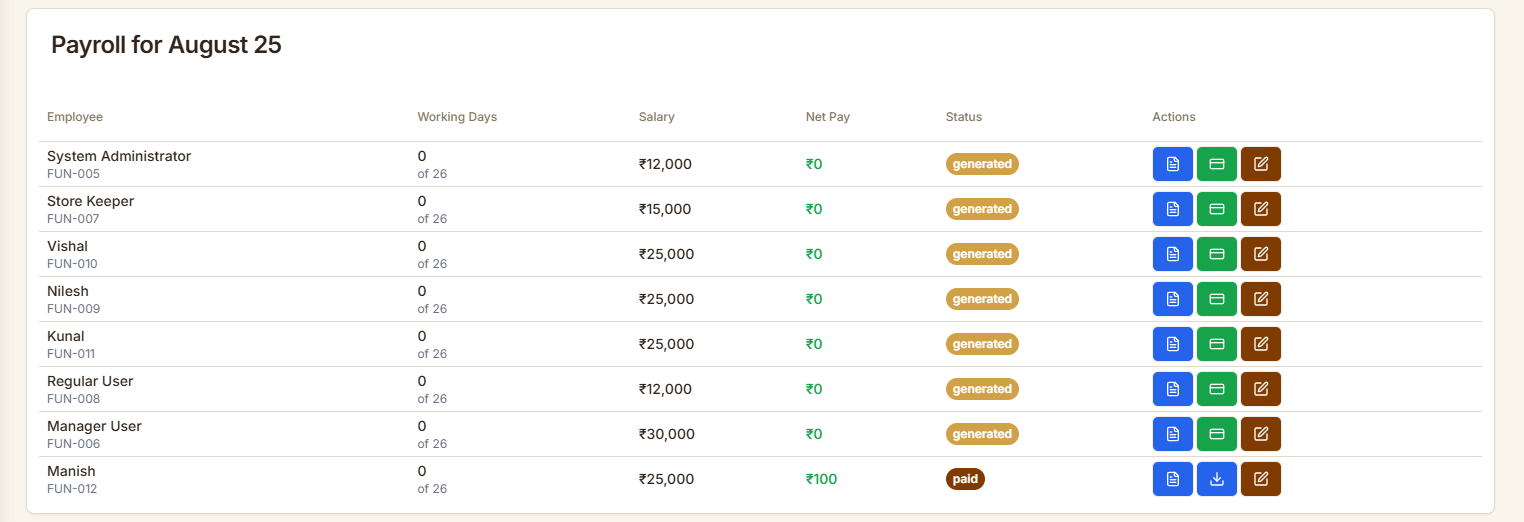 Payroll for August 25
Employee Working Days Salary Net Pay Status Actions
System Administrator 0 ₹12,000 ₹0 generated
FUN-005 of 26
Store Keeper 0 ₹15,000 ₹0 generated
FUN-007 of 26
Vishal 0 ₹25,000 ₹0 generated
FUN-010 of 26
Nilesh 0 ₹25,000 ₹0 generated
FUN-009 of 26
Kunal 0 ₹25,000 ₹0 generated
FUN-011 of 26
Regular User 0 ₹12,000 ₹0 generated
FUN-008 of 26
Manager User 0 ₹30,000 ₹0 generated
FUN-006 of 26
Manish 0 ₹25,000 ₹100 paid
FUN-012 of 26